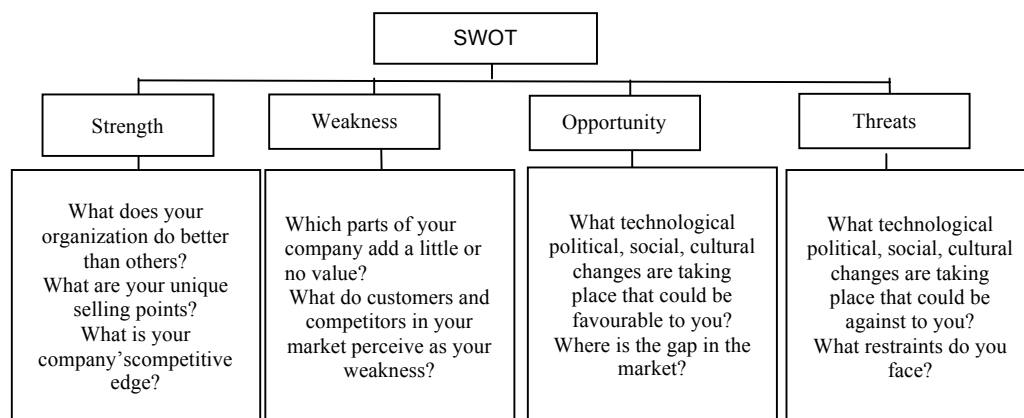 SWOT
Strength
Weakness
Opportunity
Threats
What does your
organization do better
than others?
What are your unique
selling points?
What is your
company'scompetitive
edge?
Which parts of your
company add a little or
no value?
What do customers and
competitors in your
market perceive as your
weakness?
What technological
political, social, cultural
changes are taking
place that could be
favourable to you?
Where is the gap in the
market?
What technological
political, social, cultural
changes are taking
place that could be
against to you?
What restraints do you
face?